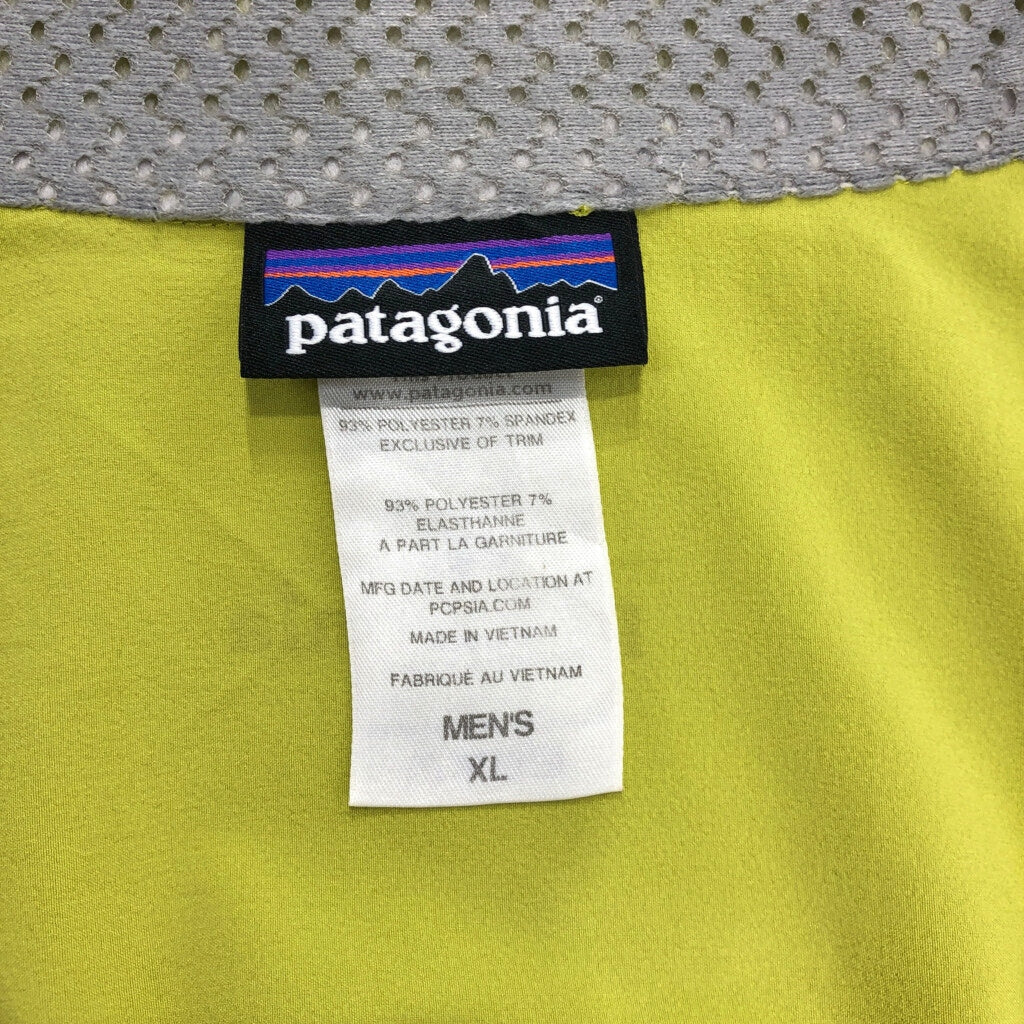 patagonia®
www.patagonia.com
93% POLYESTER 7% SPANDEX
EXCLUSIVE OF TRIM
93% POLYESTER 7%
ELASTHANNE
A PART LA GARNITURE
MFG DATE AND LOCATION AT
PCPSIA.COM
MADE IN VIETNAM
FABRIQUÉ AU VIETNAM
MEN'S
XL